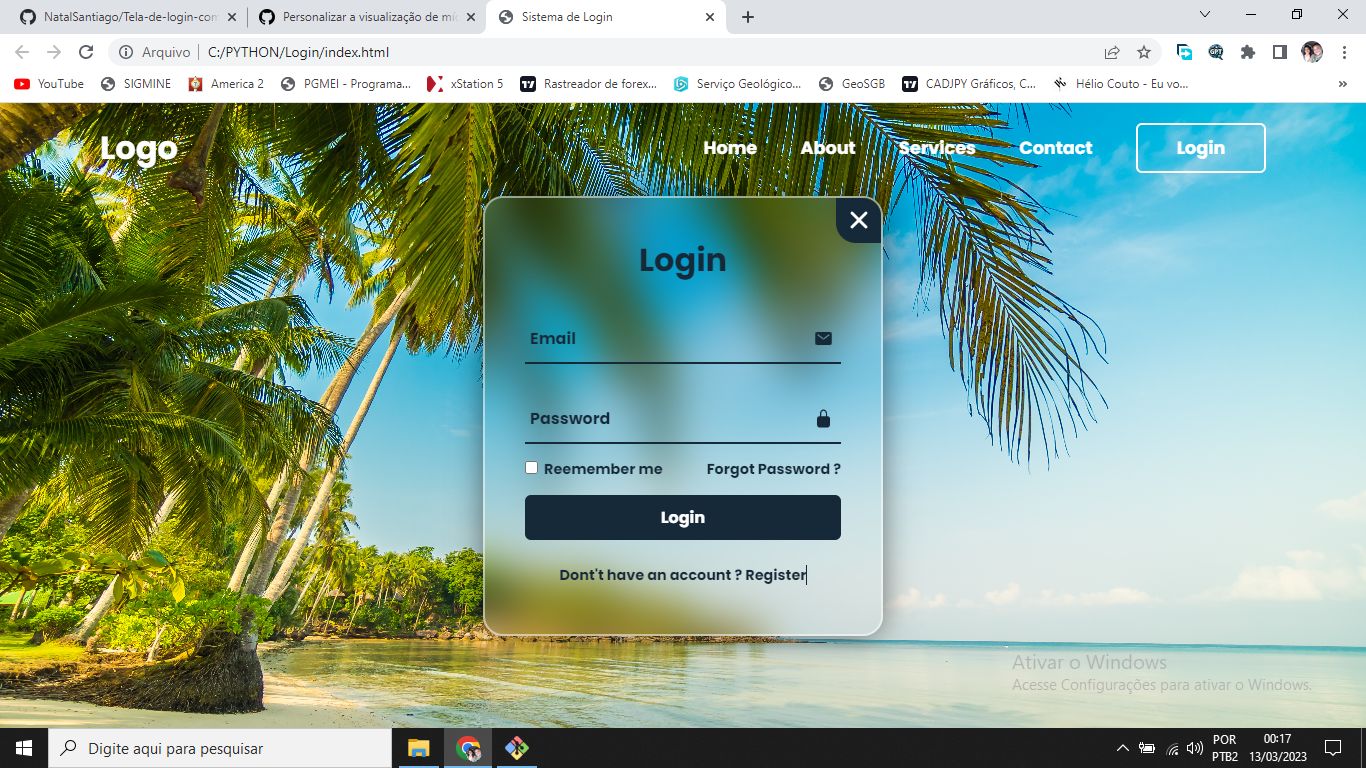 NatalSantiago/Tela-de-login-com
Personalizar a visualização de míd
Sistema de Login
Arquivo C:/PYTHON/Login/index.html
YouTube SIGMINE America 2 PGMEI - Programa... xStation 5 Rastreador de forex... Serviço Geológico... GeoSGB CADJPY Gráficos, C... Hélio Couto - Eu vo... »
Logo Home About Services Contact Login
Login
Email
Password
Reemember me Forgot Password ?
Login
Dont't have an account ? Register
Ativar o Windows
Acesse Configurações para ativar o Windows.
Digite aqui para pesquisar
POR 00:17
PTB2 13/03/2023